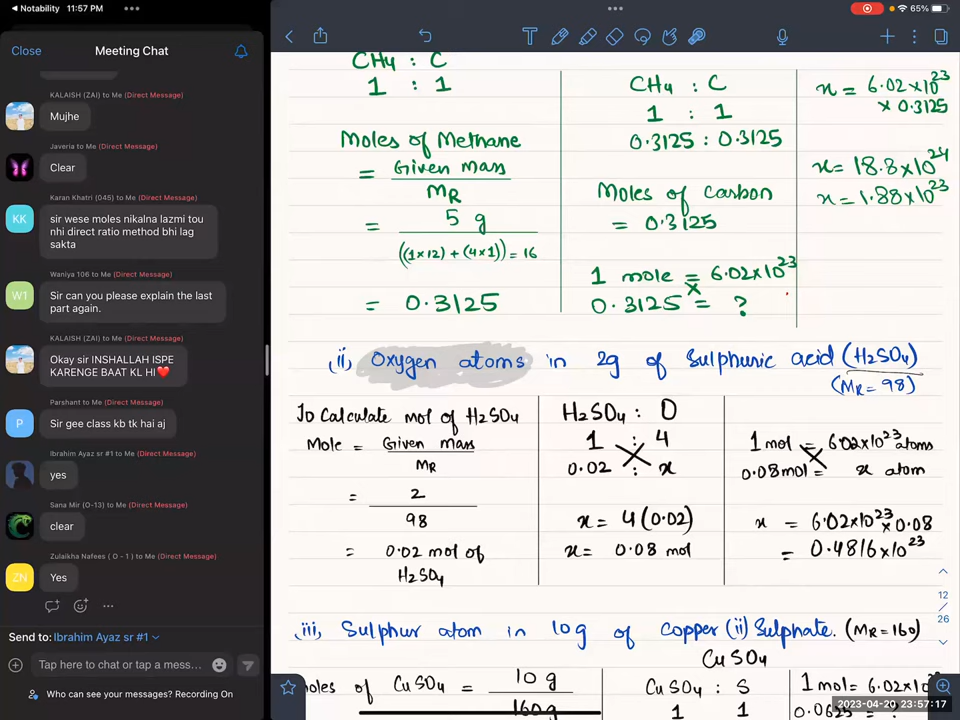 Notability 11:57 PM
65%
Close Meeting Chat
KALAISH (ZAI) to Me (Direct Message)
Mujhe
Javeria to Me (Direct Message)
Clear
Karan Khatri (045) to Me (Direct Message)
KK
sir wese moles nikalna lazmi tou
nhi direct ratio method bhi lag
sakta
Waniya 106 to Me (Direct Message)
W1
Sir can you please explain the last
part again.
KALAISH (ZAI) to Me (Direct Message)
Okay sir INSHALLAH ISPE
KARENGE BAAT KL HI❤️
Parshant to Me (Direct Message)
P
Sir gee class kb tk hai aj
Ibrahim Ayaz sr #1 to Me (Direct Message)
yes
Sana Mir (O-13) to Me (Direct Message)
clear
Zulaikha Nafees ( O - 1 ) to Me (Direct Message)
ZN
Yes
Send to: Ibrahim Ayaz sr #1
Tap here to chat or tap a mess...
Who can see your messages? Recording On
CH4 : C
1 : 1
Moles of Methane
= Given mass
MR
= 5 g
((1×12) + (4×1)) = 16
= 0.3125
CH4 : C
1 : 1
0.3125 : 0.3125
Moles of carbon
= 0.3125
1 mole = 6.02×10^23
0.3125 = ?
x = 6.02×10^23
× 0.3125
x = 18.8×10^24
x = 1.88×10^23
(ii) Oxygen atoms in 2g of Sulphuric acid (H2SO4)
(MR = 98)
To Calculate mol of H2SO4
Mole = Given mass
MR
= 2
98
= 0.02 mol of
H2SO4
H2SO4 : O
1 : 4
0.02 : x
x = 4(0.02)
x = 0.08 mol
1 mol = 6.02×10^23 atoms
0.08mol = x atom
x = 6.02×10^23 × 0.08
= 0.4816×10^23
iii, Sulphur atom in 10g of copper (ii) Sulphate. (MR=160)
CuSO4
moles of CuSO4 = 10g
160g
CuSO4 : S
1 1
1 mol = 6.02×10
0.0625
12
/
26
2023-04-20 23:57:17